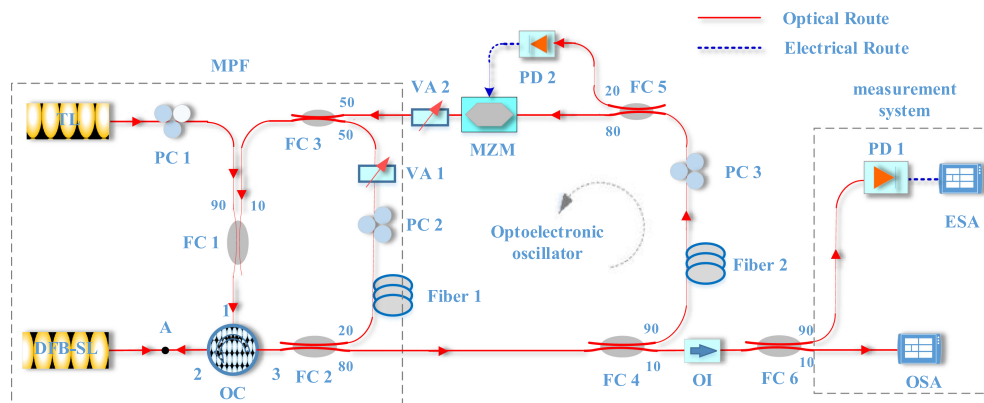 Optical Route
Electrical Route
MPF
measurement
system
TL
PC 1
50
50
FC 3
VA 2
MZM
PD 2
20
80
FC 5
PD 1
ESA
VA 1
PC 2
PC 3
90
10
FC 1
Optoelectronic
oscillator
Fiber 1
Fiber 2
1
A
DFB-SL
2
OC
3
20
80
FC 2
90
10
FC 4
OI
90
10
FC 6
OSA